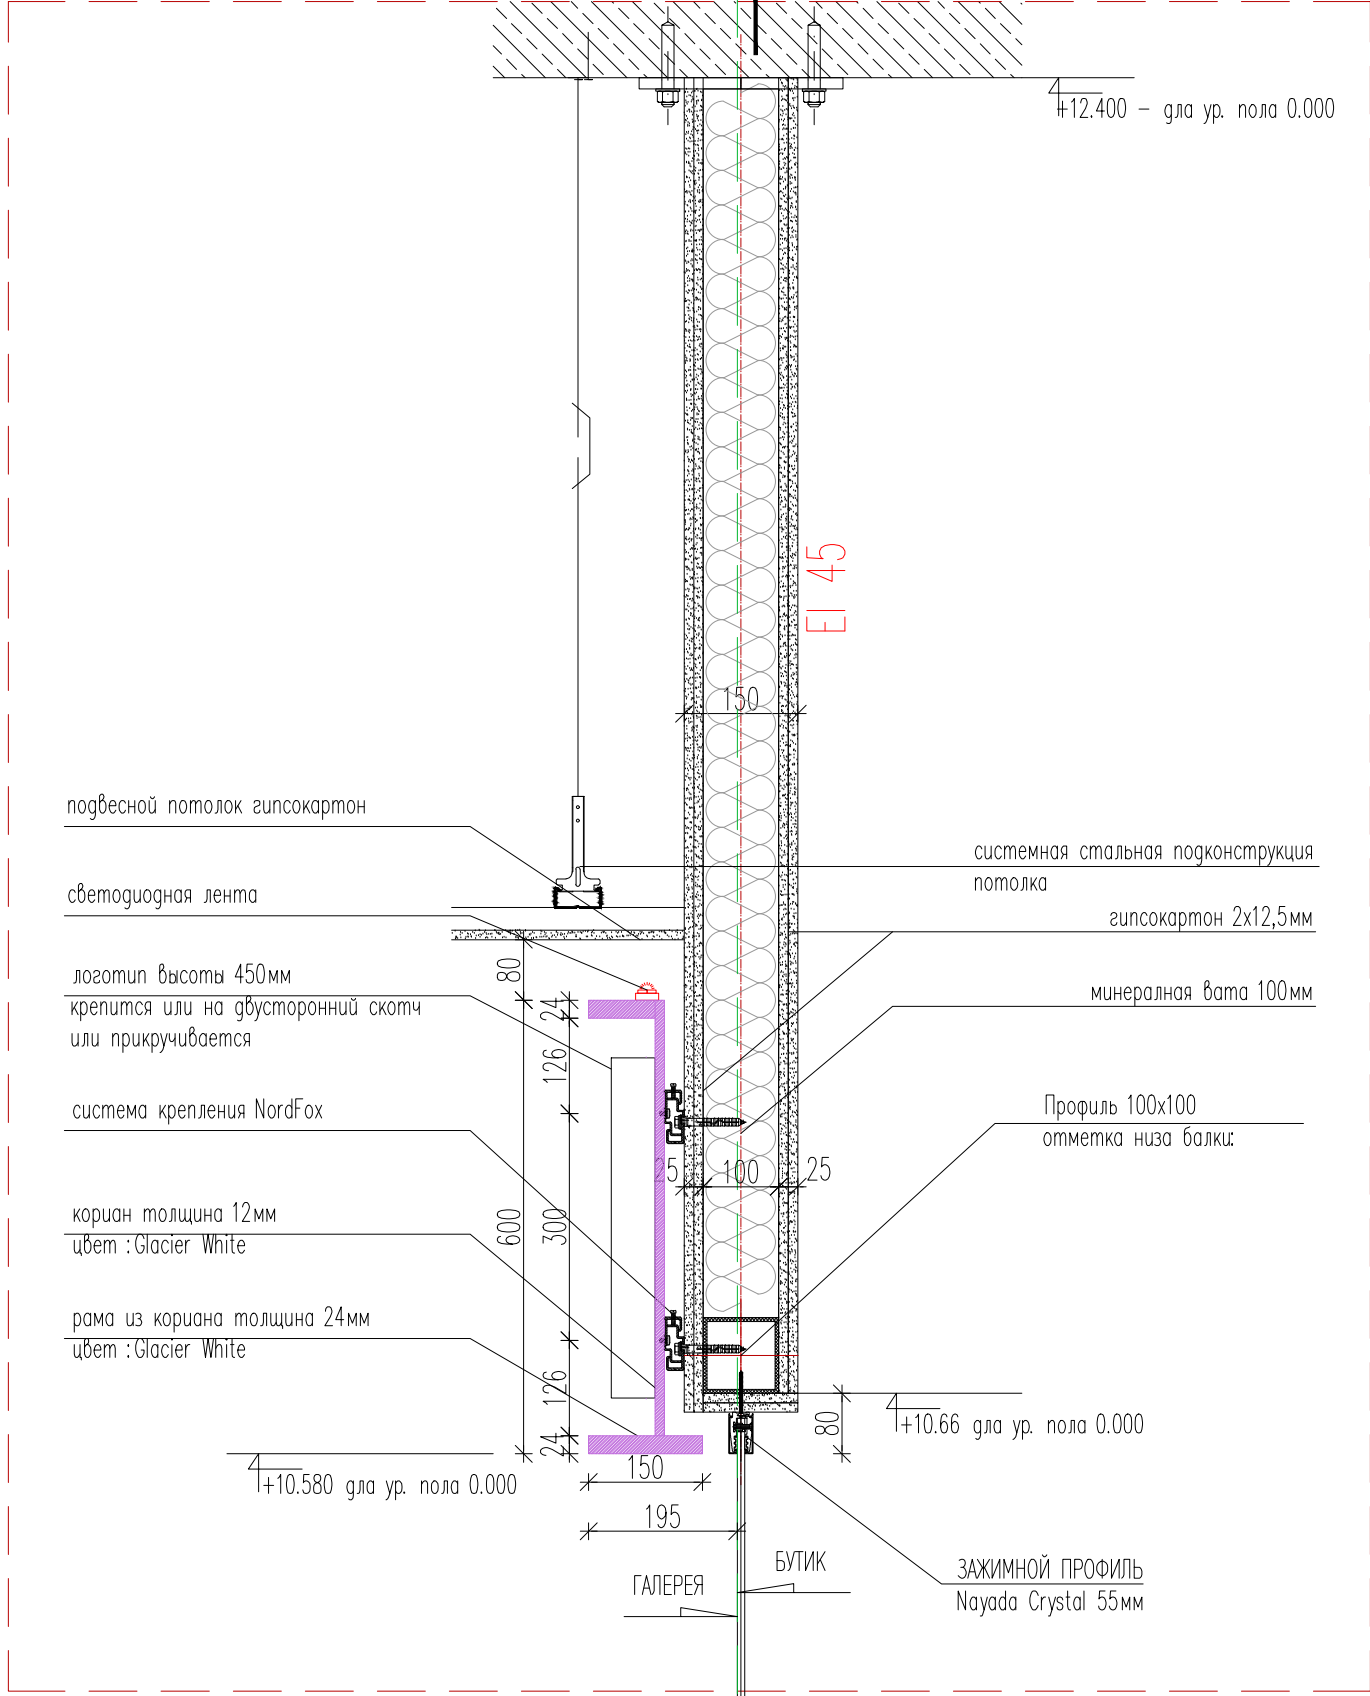 +12.400 - дла ур. пола 0.000
EI 45
150
подвесной потолок гипсокартон
системная стальная подконструкция
потолка
светодиодная лента
гипсокартон 2x12,5мм
80
логотип высоты 450мм
крепится или на двусторонний скотч
или прикручивается
минералная вата 100мм
24
126
система крепления NordFox
Профиль 100x100
отметка низа балки:
25
100
25
600
300
кориан толщина 12мм
цвет :Glacier White
рама из кориана толщина 24мм
цвет :Glacier White
126
24
80
+10.66 дла ур. пола 0.000
+10.580 дла ур. пола 0.000
150
195
БУТИК
ГАЛЕРЕЯ
ЗАЖИМНОЙ ПРОФИЛЬ
Nayada Crystal 55мм